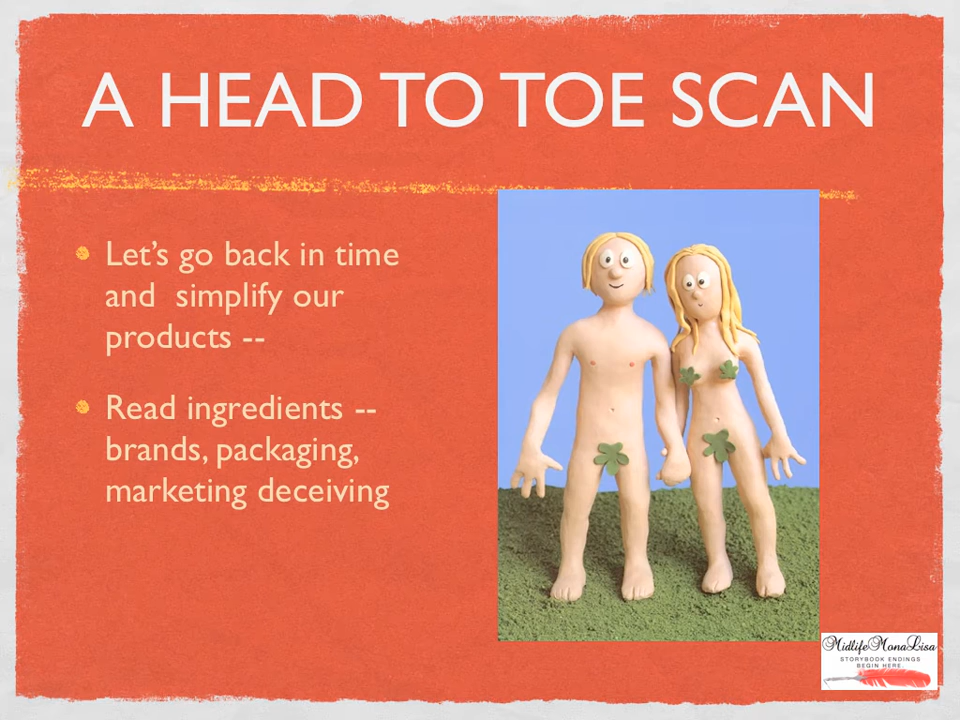 A HEAD TO TOE SCAN
Let's go back in time
and  simplify our
products --
Read ingredients --
brands, packaging,
marketing deceiving
MidlifeMonaLisa
STORYBOOK ENDINGS
BEGIN HERE.